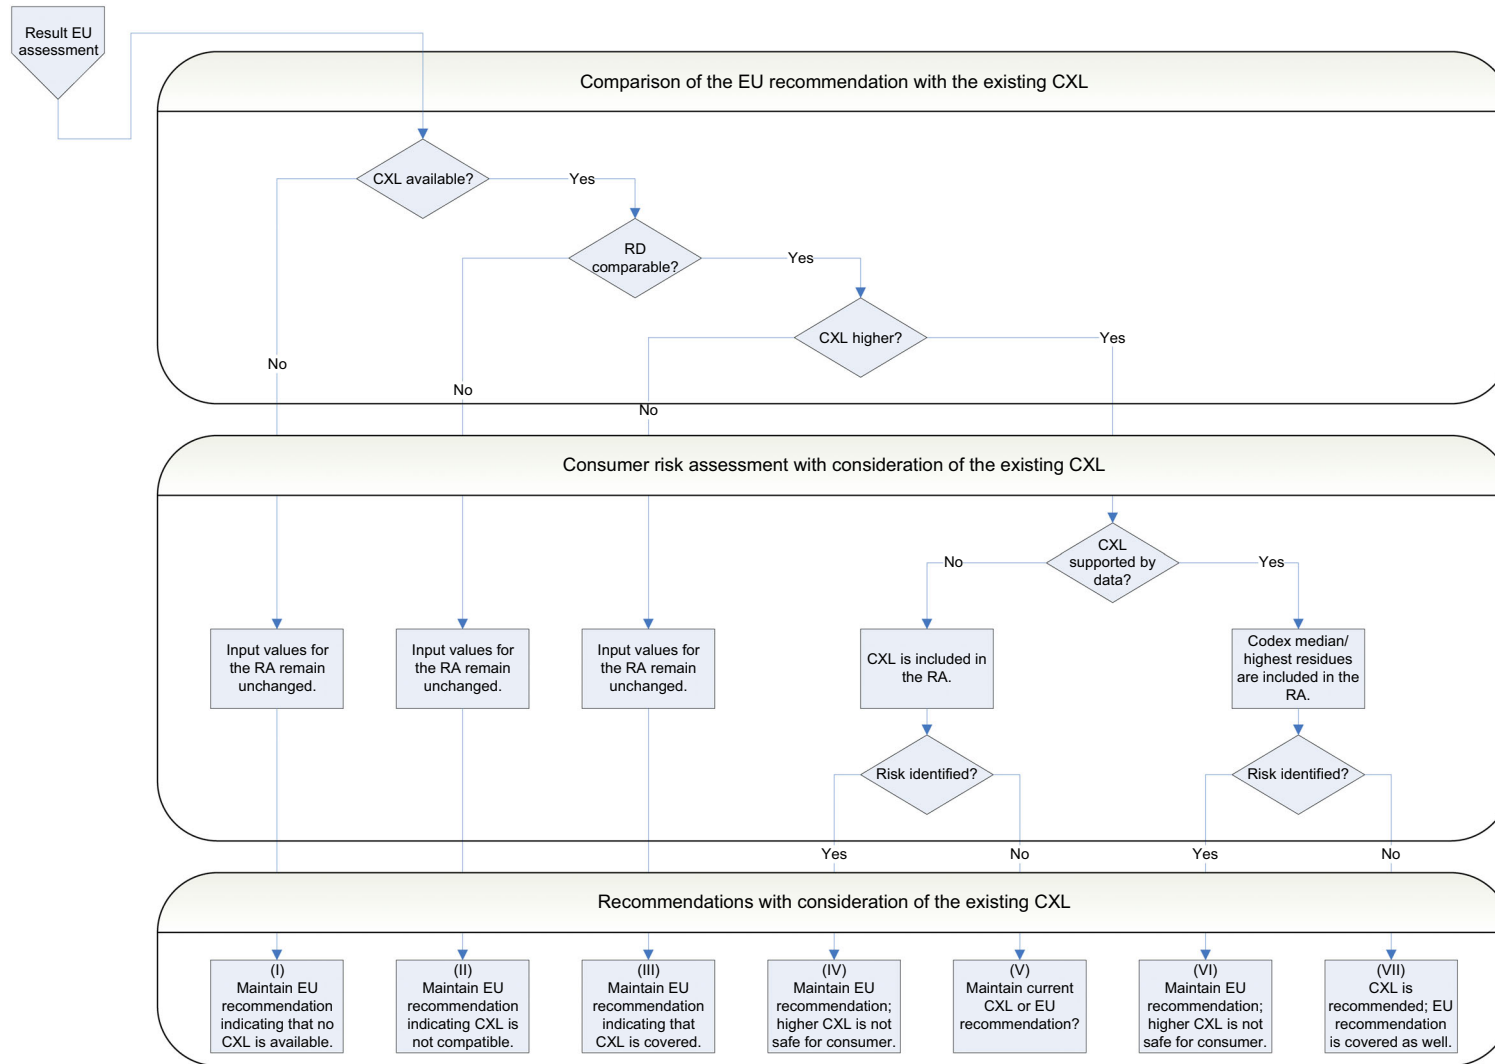 Result EU
assessment
Comparison of the EU recommendation with the existing CXL
CXL available?
Yes
RD
comparable?
Yes
CXL higher?
Yes
No
No
No
Consumer risk assessment with consideration of the existing CXL
CXL
supported by
data?
No
Yes
Input values for
the RA remain
unchanged.
Input values for
the RA remain
unchanged.
Input values for
the RA remain
unchanged.
CXL is included in
the RA.
Codex median/
highest residues
are included in the
RA.
Risk identified?
Risk identified?
Yes
No
Yes
No
Recommendations with consideration of the existing CXL
(I)
Maintain EU
recommendation
indicating that no
CXL is available.
(II)
Maintain EU
recommendation
indicating CXL is
not compatible.
(III)
Maintain EU
recommendation
indicating that
CXL is covered.
(IV)
Maintain EU
recommendation;
higher CXL is not
safe for consumer.
(V)
Maintain current
CXL or EU
recommendation?
(VI)
Maintain EU
recommendation;
higher CXL is not
safe for consumer.
(VII)
CXL is
recommended; EU
recommendation
is covered as well.